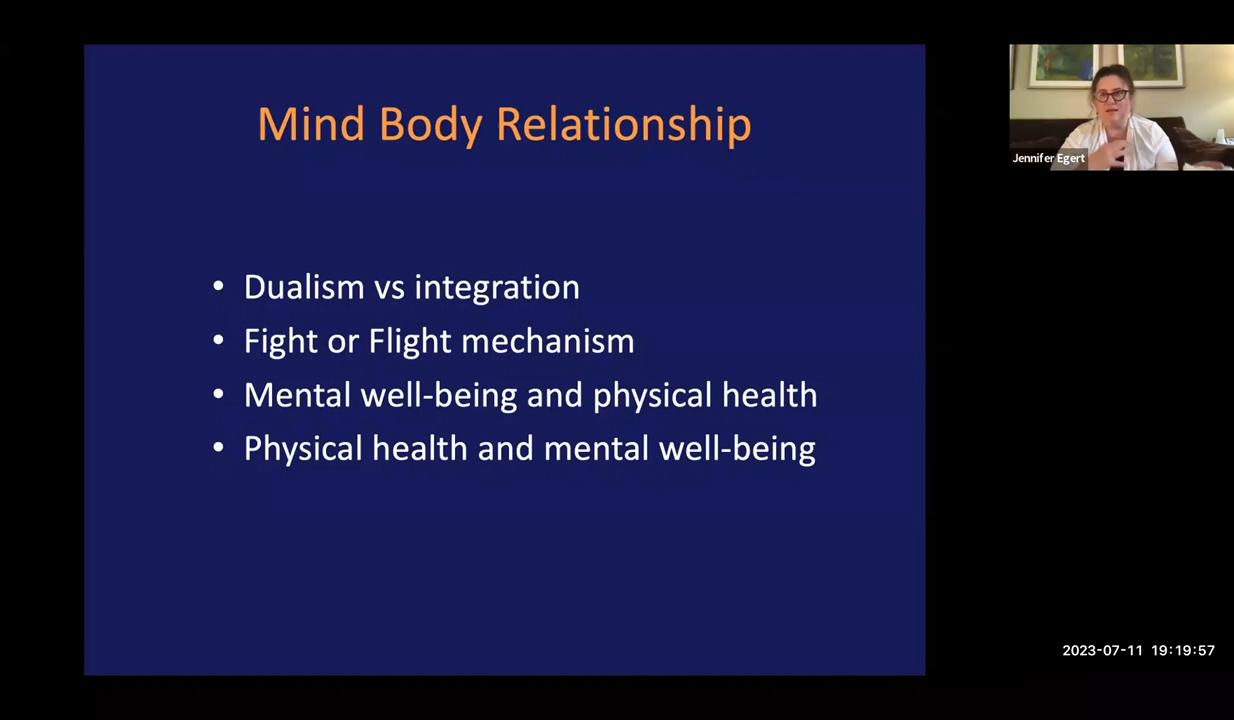 Mind Body Relationship
Jennifer Egert
• Dualism vs integration
• Fight or Flight mechanism
• Mental well-being and physical health
• Physical health and mental well-being
2023-07-11 19:19:57